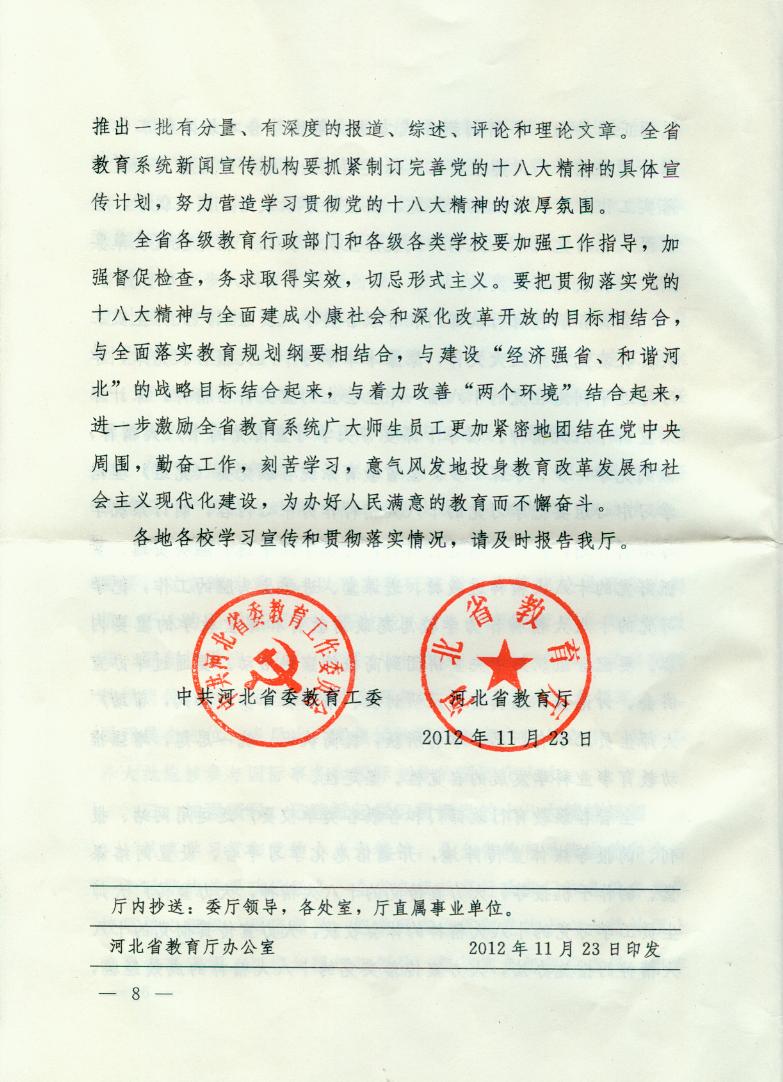 推出一批有分量、有深度的报道、综述、评论和理论文章。全省
教育系统新闻宣传机构要抓紧制订完善党的十八大精神的具体宣
传计划，努力营造学习贯彻党的十八大精神的浓厚氛围。
全省各级教育行政部门和各级各类学校要加强工作指导，加
强督促检查，务求取得实效，切忌形式主义。要把贯彻落实党的
十八大精神与全面建成小康社会和深化改革开放的目标相结合，
与全面落实教育规划纲要相结合，与建设“经济强省、和谐河
北”的战略目标结合起来，与着力改善“两个环境”结合起来，
进一步激励全省教育系统广大师生员工更加紧密地团结在党中央
周围，勤奋工作，刻苦学习，意气风发地投身教育改革发展和社
会主义现代化建设，为办好人民满意的教育而不懈奋斗。
各地各校学习宣传和贯彻落实情况，请及时报告我厅。
中共河北省委教育工作委员会
河北省教育厅
中共河北省委教育工委 河北省教育厅
2012年11月23日
厅内抄送：委厅领导，各处室，厅直属事业单位。
河北省教育厅办公室 2012年11月23日印发
— 8 —